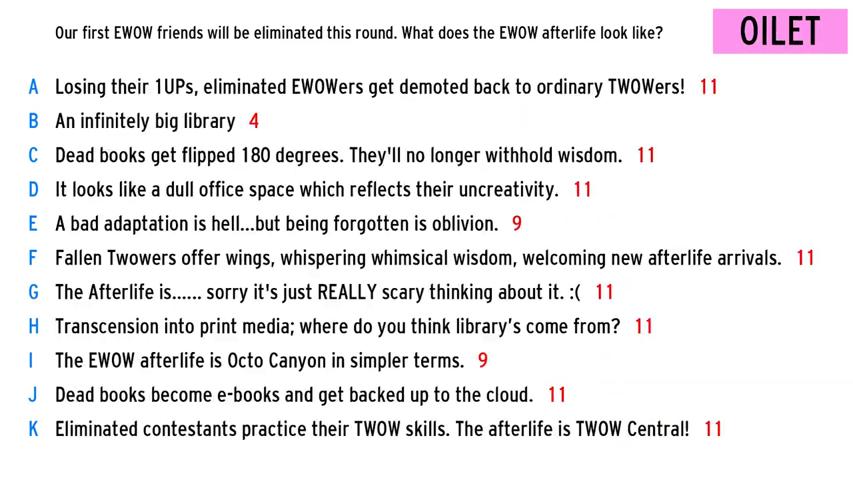 Our first EWOW friends will be eliminated this round. What does the EWOW afterlife look like?
OILET
A Losing their 1UPs, eliminated EWOWers get demoted back to ordinary TWOWers! 11
B An infinitely big library 4
C Dead books get flipped 180 degrees. They'll no longer withhold wisdom. 11
D It looks like a dull office space which reflects their uncreativity. 11
E A bad adaptation is hell...but being forgotten is oblivion. 9
F Fallen Twowers offer wings, whispering whimsical wisdom, welcoming new afterlife arrivals. 11
G The Afterlife is...... sorry it's just REALLY scary thinking about it. :( 11
H Transcension into print media; where do you think library’s come from? 11
I The EWOW afterlife is Octo Canyon in simpler terms. 9
J Dead books become e-books and get backed up to the cloud. 11
K Eliminated contestants practice their TWOW skills. The afterlife is TWOW Central! 11